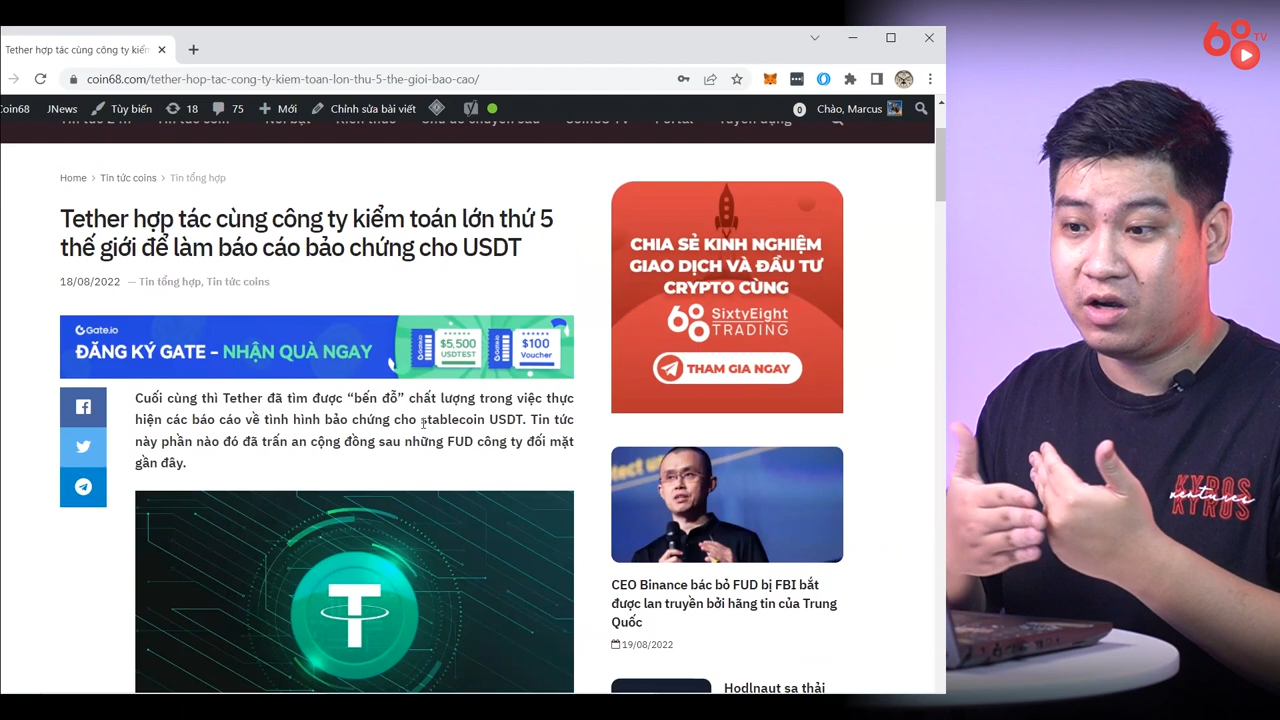 68 TV
Tether hợp tác cùng công ty kiến
coin68.com/tether-hop-tac-cong-ty-kiem-toan-lon-thu-5-the-gioi-bao-cao/
Coin68 JNews Tùy biến 18 75 Mới Chỉnh sửa bài viết 0 Chào, Marcus
Home > Tin tức coins > Tin tổng hợp
Tether hợp tác cùng công ty kiểm toán lớn thứ 5
thế giới để làm báo cáo bảo chứng cho USDT
18/08/2022 — Tin tổng hợp, Tin tức coins
Gate.io
ĐĂNG KÝ GATE - NHẬN QUÀ NGAY
$5,500
USDTEST
$100
Voucher
Cuối cùng thì Tether đã tìm được “bến đỗ” chất lượng trong việc thực
hiện các báo cáo về tình hình bảo chứng cho stablecoin USDT. Tin tức
này phần nào đó đã trấn an cộng đồng sau những FUD công ty đối mặt
gần đây.
CHIA SẺ KINH NGHIỆM
GIAO DỊCH VÀ ĐẦU TƯ
CRYPTO CÙNG
68 SixtyEight
TRADING
THAM GIA NGAY
CEO Binance bác bỏ FUD bị FBI bắt
được lan truyền bởi hãng tin của Trung
Quốc
19/08/2022
Hodlnaut sa thải
KYROS
ventures
KYROS